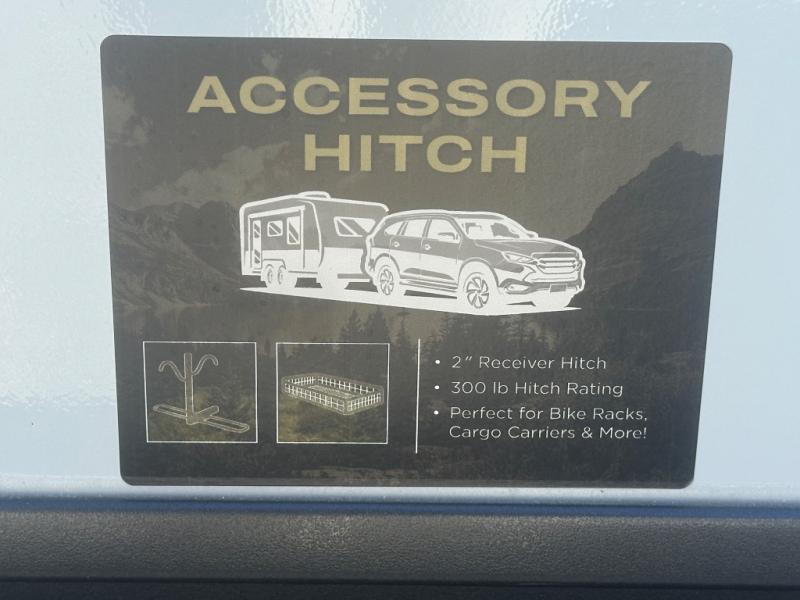 ACCESSORY
HITCH
• 2" Receiver Hitch
• 300 lb Hitch Rating
• Perfect for Bike Racks,
Cargo Carriers & More!